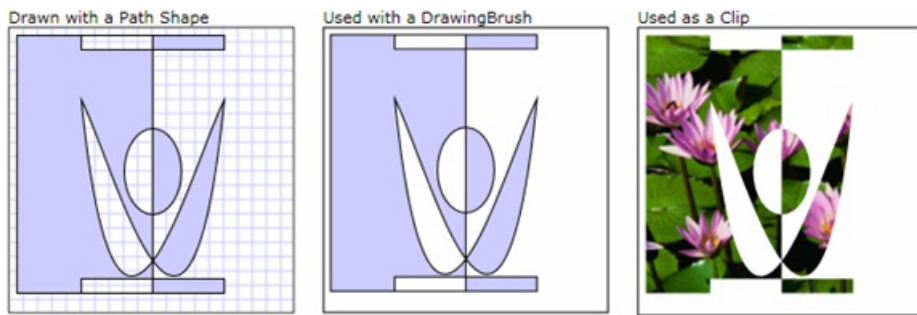 Drawn with a Path Shape
Used with a DrawingBrush
Used as a Clip